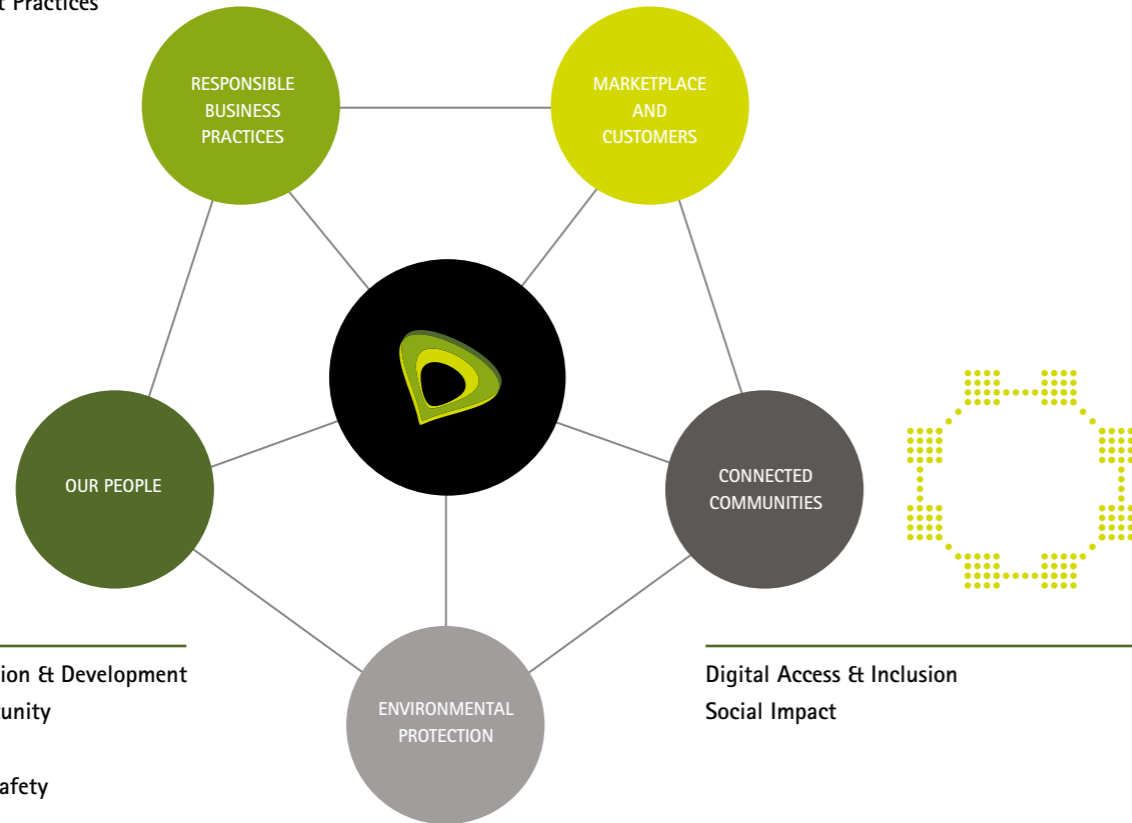 t Practices
RESPONSIBLE
BUSINESS
PRACTICES
MARKETPLACE
AND
CUSTOMERS
OUR PEOPLE
CONNECTED
COMMUNITIES
ion & Development
tunity
afety
ENVIRONMENTAL
PROTECTION
Digital Access & Inclusion
Social Impact